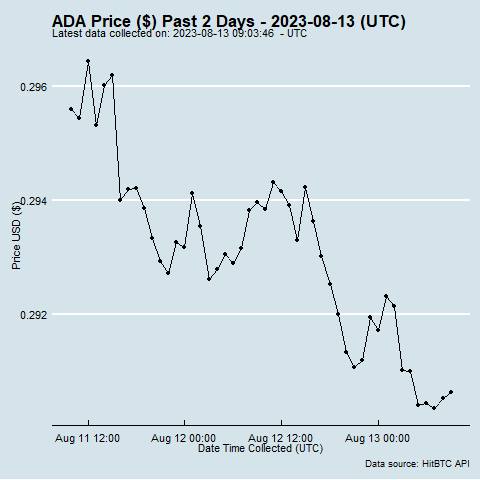 ADA Price ($) Past 2 Days - 2023-08-13 (UTC)
Latest data collected on: 2023-08-13 09:03:46 - UTC
0.296
0.294
0.292
Price USD ($)
Aug 11 12:00 Aug 12 00:00 Aug 12 12:00 Aug 13 00:00
Date Time Collected (UTC)
Data source: HitBTC API